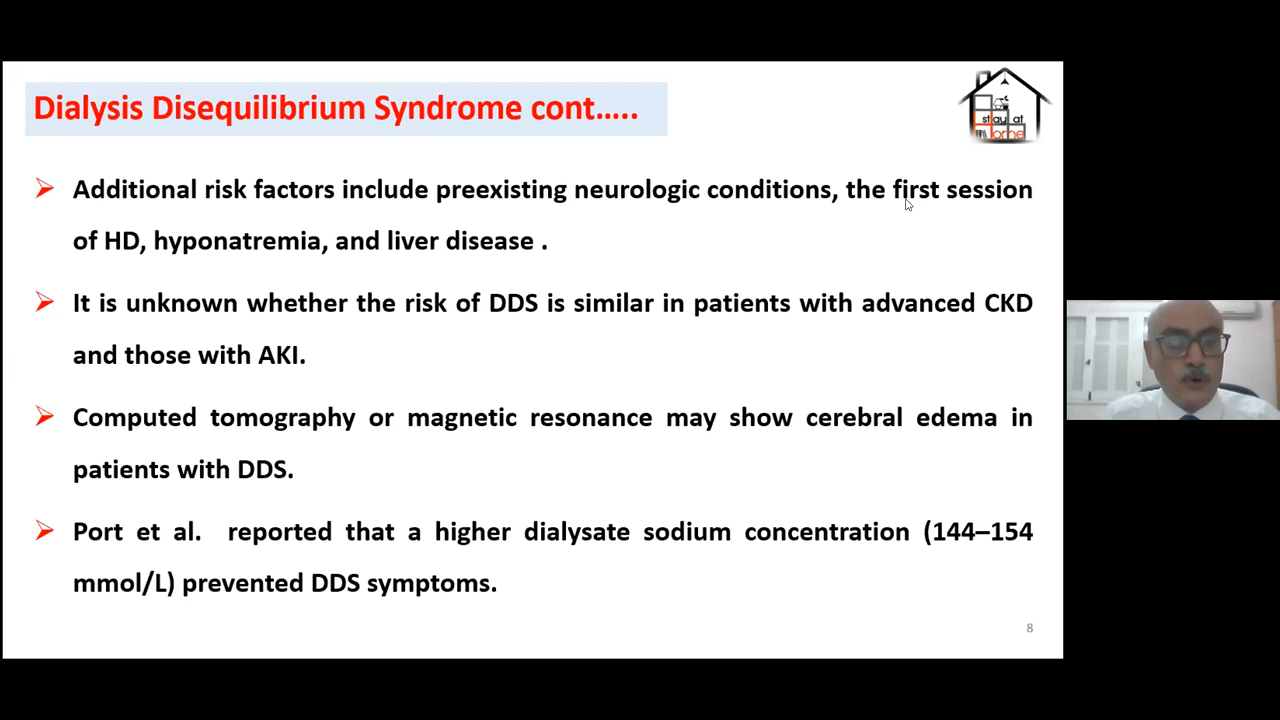 Dialysis Disequilibrium Syndrome cont.....
stay at
home
Additional risk factors include preexisting neurologic conditions, the first session
of HD, hyponatremia, and liver disease .
It is unknown whether the risk of DDS is similar in patients with advanced CKD
and those with AKI.
Computed tomography or magnetic resonance may show cerebral edema in
patients with DDS.
Port et al. reported that a higher dialysate sodium concentration (144–154
mmol/L) prevented DDS symptoms.
8